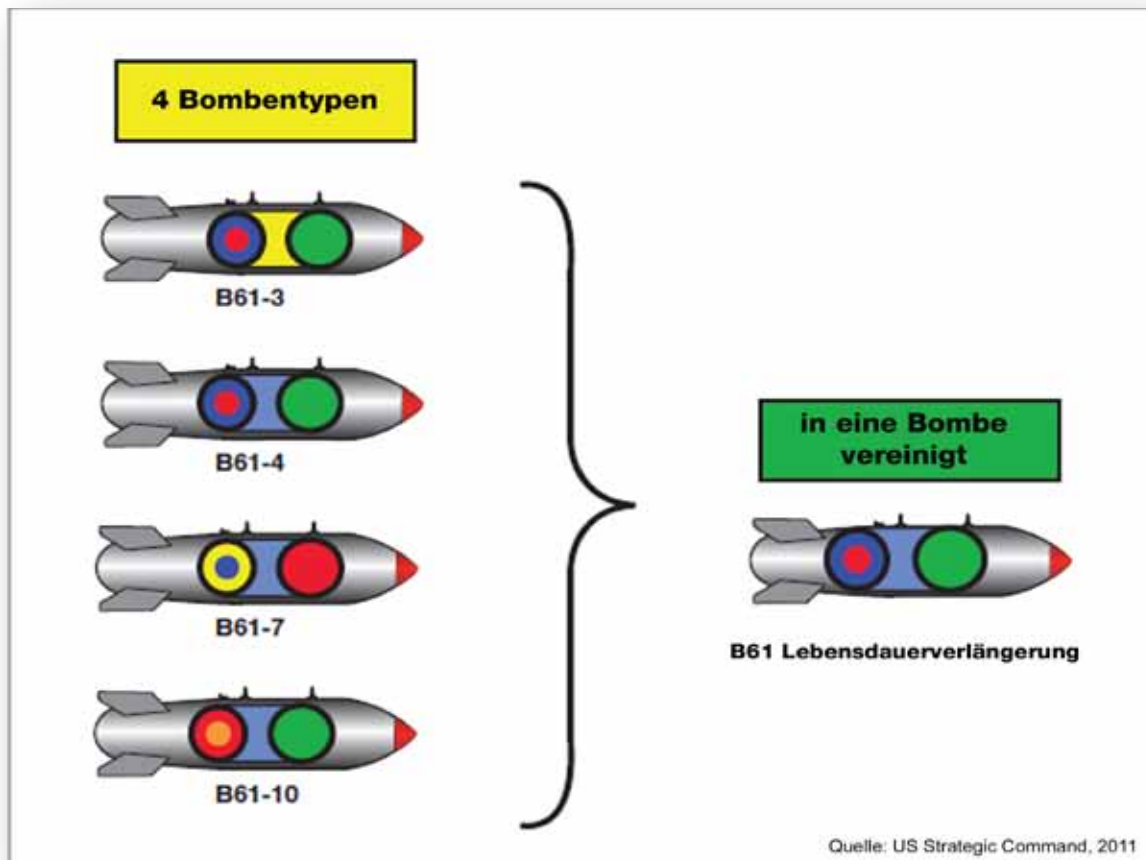 4 Bombentypen
B61-3
B61-4
B61-7
B61-10
in eine Bombe
vereinigt
B61 Lebensdauerverlängerung
Quelle: US Strategic Command, 2011